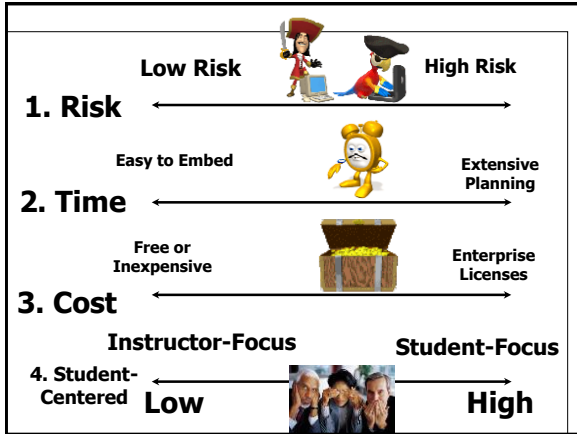 Low Risk
High Risk
1. Risk
Easy to Embed
Extensive
Planning
2. Time
Free or
Inexpensive
Enterprise
Licenses
3. Cost
Instructor-Focus
Student-Focus
4. Student-
Centered
Low
High